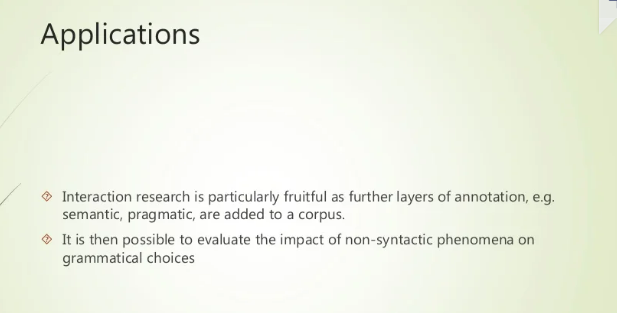 Applications
Interaction research is particularly fruitful as further layers of annotation, e.g.
semantic, pragmatic, are added to a corpus.
It is then possible to evaluate the impact of non-syntactic phenomena on
grammatical choices